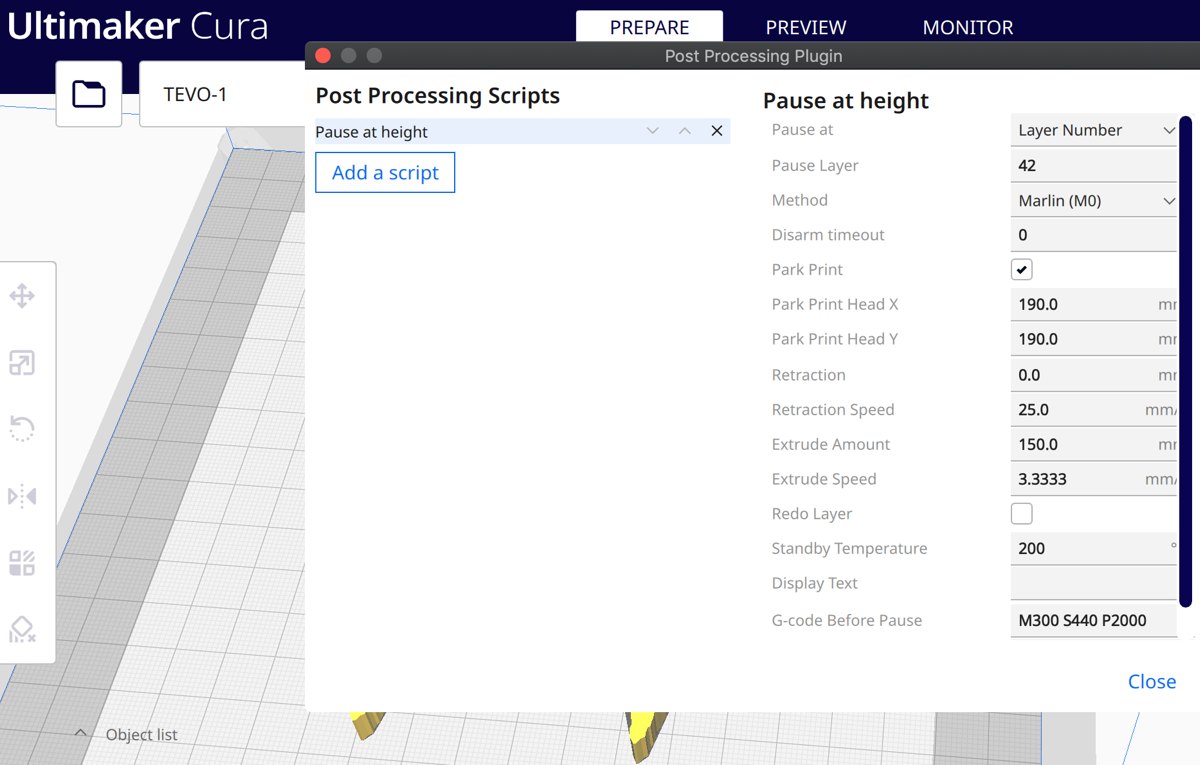 Ultimaker Cura
PREPARE
PREVIEW
MONITOR
Post Processing Plugin
TEVO-1
Post Processing Scripts
Pause at height
Add a script
Pause at height
Pause at Layer Number
Pause Layer 42
Method Marlin (M0)
Disarm timeout 0
Park Print
Park Print Head X 190.0
Park Print Head Y 190.0
Retraction 0.0
Retraction Speed 25.0 mm/
Extrude Amount 150.0
Extrude Speed 3.3333 mm/
Redo Layer
Standby Temperature 200 °
Display Text
G-code Before Pause M300 S440 P2000
Close
Object list